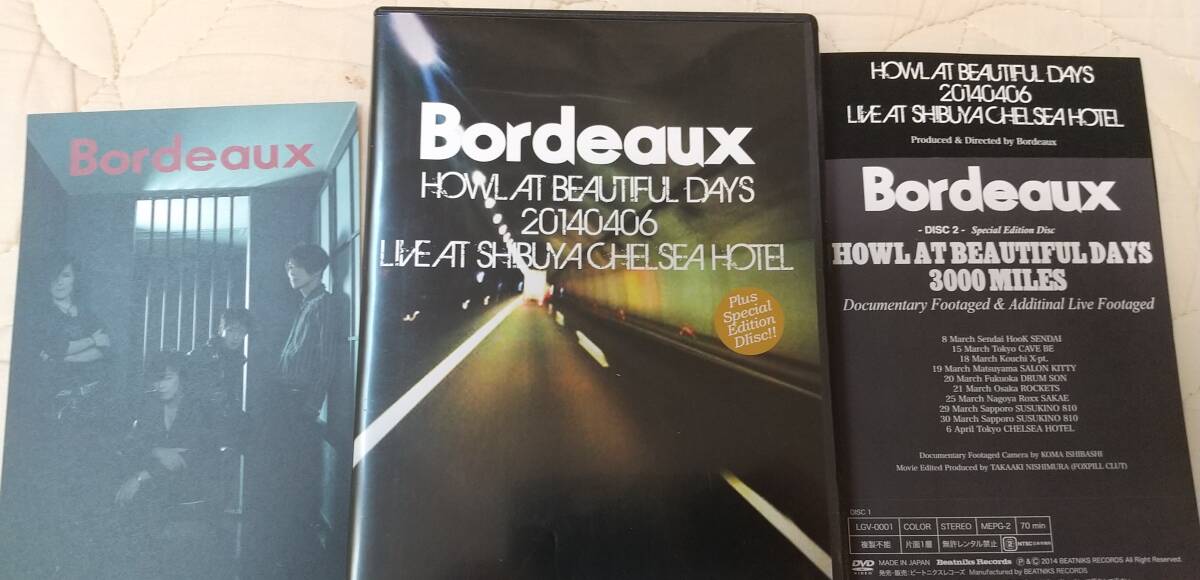 Bordeaux
Bordeaux
HOWL AT BEAUTIFUL DAYS
20140406
LIVE AT SHIBUYA CHELSEA HOTEL
Plus
Special
Edition
DIisc!!
HOWL AT BEAUTIFUL DAYS
20140406
LIVE AT SHIBUYA CHELSEA HOTEL
Produced & Directed by Bordeaux
Bordeaux
- DISC 2 - Special Edition Disc
HOWL AT BEAUTIFUL DAYS
3000 MILES
Documentary Footaged & Additinal Live Footaged
8 March Sendai HooK SENDAI
15 March Tokyo CAVE BE
18 March Kouchi X-pt.
19 March Matsuyama SALON KITTY
20 March Fukuoka DRUM SON
21 March Osaka ROCKETS
25 March Nagoya Roxx SAKAE
29 March Sapporo SUSUKINO 810
30 March Sapporo SUSUKINO 810
6 April Tokyo CHELSEA HOTEL
Documentary Footaged Camera by KOMA ISHIBASHI
Movie Edited Produced by TAKAAKI NISHIMURA (FOXPILL CLUT)
DISC 1
LGV-0001 COLOR STEREO MEPG-2 70 min
複製不能 片面1層 無許レンタル禁止 2 NTSC
DVD VIDEO MADE IN JAPAN Beatniks Records ℗ & © 2014 BEATNIKS RECORDS All Right Reserved.
発売・販売：ビートニクスレコーズ Manufactured by BEATNIKS RECORDS